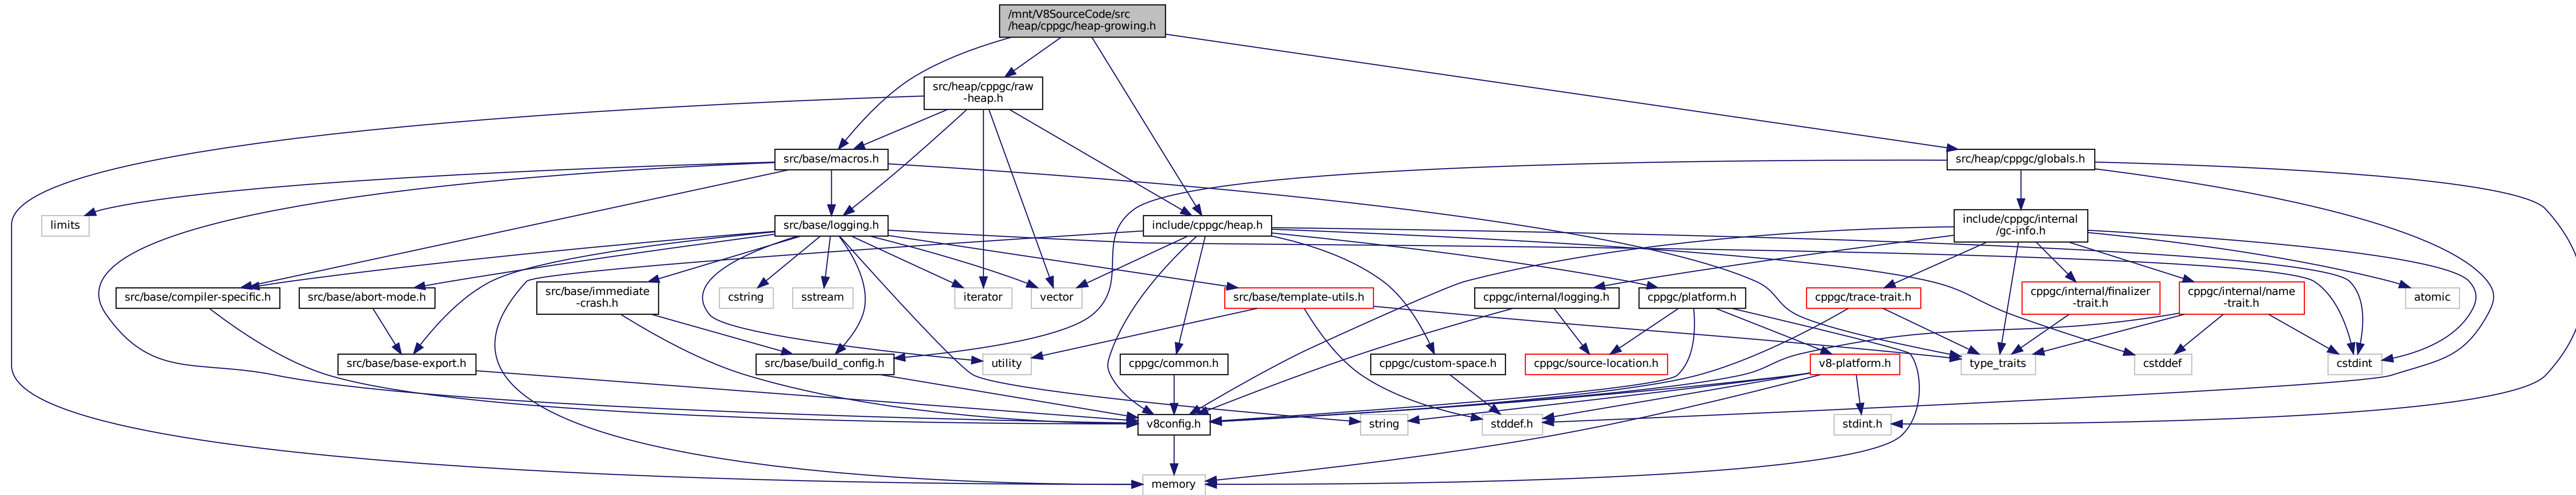 /mnt/V8SourceCode/src
/heap/cppgc/heap-growing.h
src/heap/cppgc/raw
-heap.h
src/base/macros.h
src/heap/cppgc/globals.h
limits
src/base/logging.h
include/cppgc/heap.h
include/cppgc/internal
/gc-info.h
src/base/compiler-specific.h
src/base/abort-mode.h
src/base/immediate
-crash.h
cstring
sstream
iterator
vector
src/base/template-utils.h
cppgc/internal/logging.h
cppgc/platform.h
cppgc/trace-trait.h
cppgc/internal/finalizer
-trait.h
cppgc/internal/name
-trait.h
atomic
src/base/base-export.h
src/base/build_config.h
utility
cppgc/common.h
cppgc/custom-space.h
cppgc/source-location.h
v8-platform.h
type_traits
cstddef
cstdint
v8config.h
string
stddef.h
stdint.h
memory